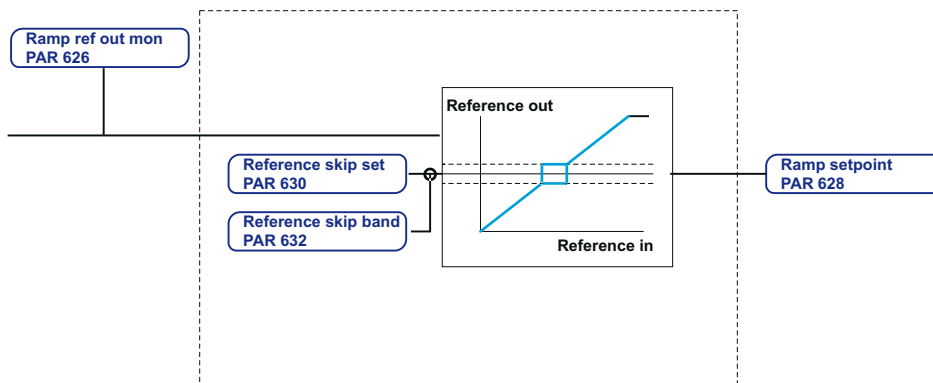 Ramp ref out mon
PAR 626
Reference out
Reference skip set
PAR 630
Ramp setpoint
PAR 628
Reference skip band
PAR 632
Reference in